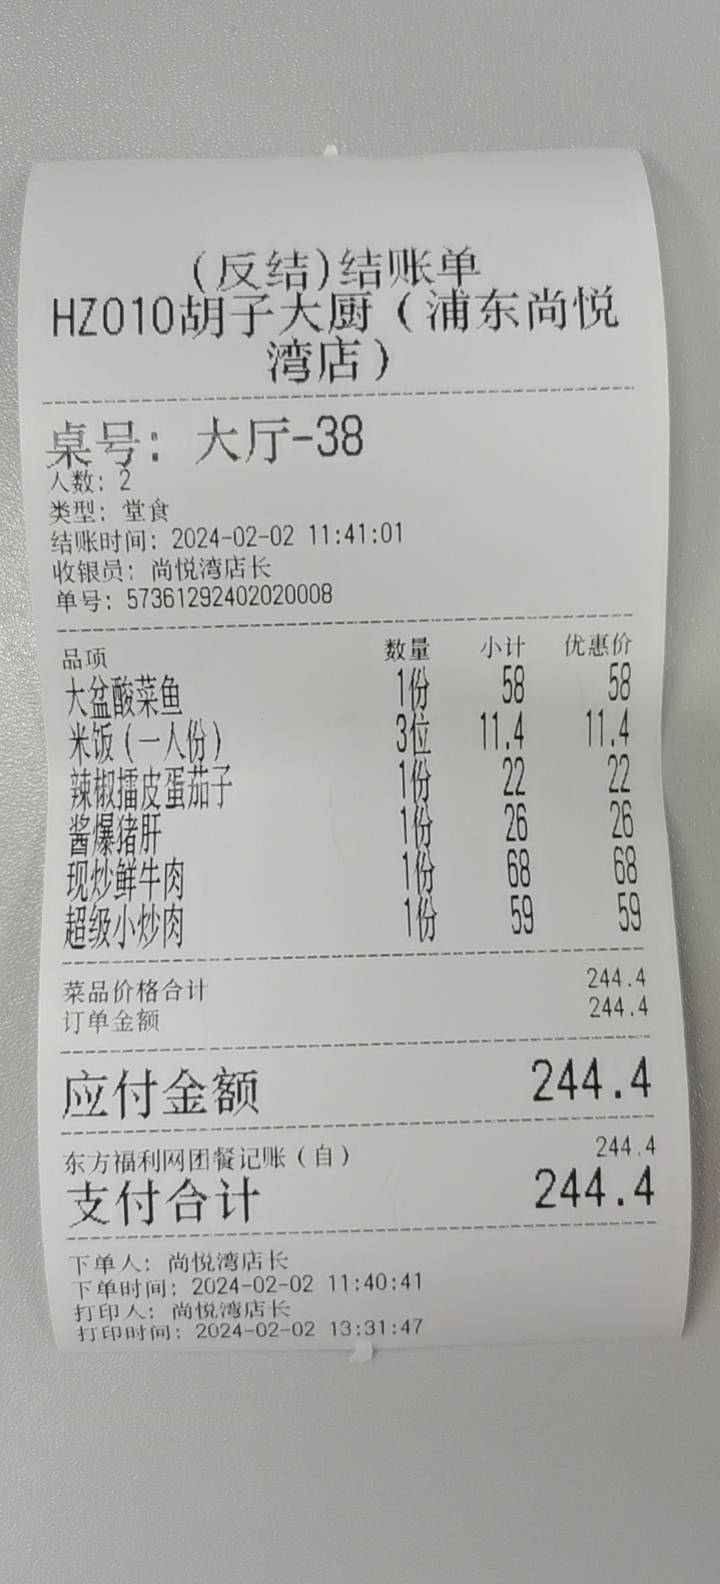 (反结)结账单
HZ010胡子大厨（浦东尚悦
湾店）
桌号: 大厅-38
人数: 2
类型: 堂食
结账时间: 2024-02-02 11:41:01
收银员: 尚悦湾店长
单号: 57361292402020008
品项 数量 小计 优惠价
大盆酸菜鱼 1份 58 58
米饭(一人份) 3位 11.4 11.4
辣椒擂皮蛋茄子 1份 22 22
酱爆猪肝 1份 26 26
现炒鲜牛肉 1份 68 68
超级小炒肉 1份 59 59
菜品价格合计 244.4
订单金额 244.4
应付金额 244.4
东方福利网团餐记账(自) 244.4
支付合计 244.4
下单人: 尚悦湾店长
下单时间: 2024-02-02 11:40:41
打印人: 尚悦湾店长
打印时间: 2024-02-02 13:31:47